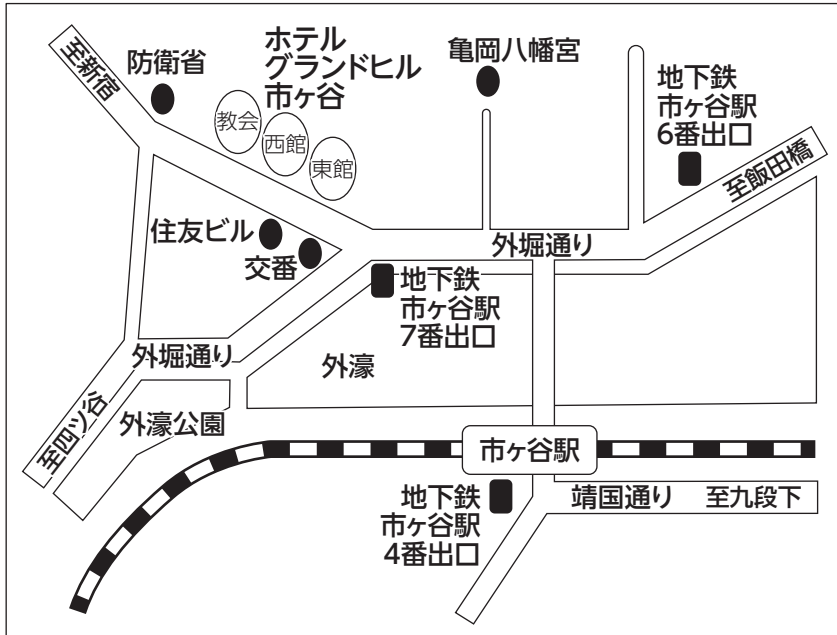 至新宿
防衛省
ホテル
グランドヒル
市ヶ谷
亀岡八幡宮
地下鉄
市ヶ谷駅
6番出口
教会
西館
東館
至飯田橋
住友ビル
交番
外堀通り
地下鉄
市ヶ谷駅
7番出口
外堀通り
外濠
至四ツ谷
外濠公園
市ヶ谷駅
地下鉄
市ヶ谷駅
4番出口
靖国通り
至九段下